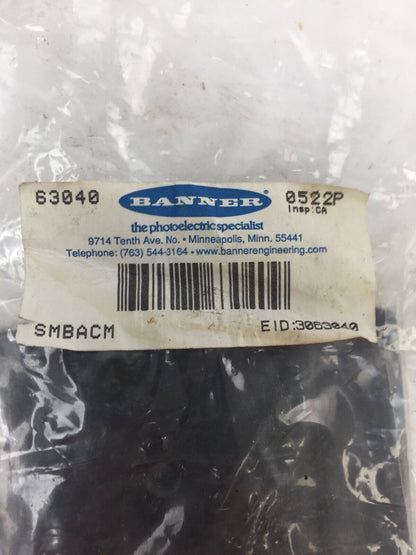 63040 BANNER 0522P
Insp:CA
the photoelectric specialist
9714 Tenth Ave. No. • Minneapolis, Minn. 55441
Telephone: (763) 544-3164 • www.bannerengineering.com
SMBACM EID:3063040